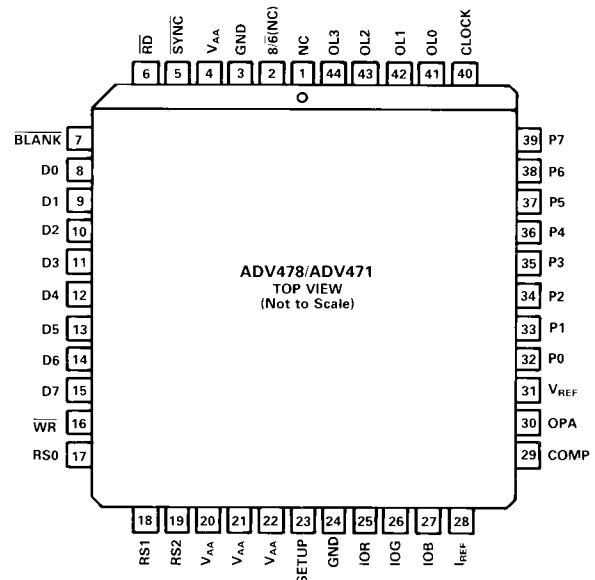 R̅D̅
S̅Y̅N̅C̅
VAA
GND
8/6̅(NC)
NC
OL3
OL2
OL1
OL0
CLOCK
6 5 4 3 2 1 44 43 42 41 40
B̅L̅A̅N̅K̅ 7
D0 8
D1 9
D2 10
D3 11
D4 12
D5 13
D6 14
D7 15
W̅R̅ 16
RS0 17
ADV478/ADV471
TOP VIEW
(Not to Scale)
39 P7
38 P6
37 P5
36 P4
35 P3
34 P2
33 P1
32 P0
31 VREF
30 OPA
29 COMP
18 19 20 21 22 23 24 25 26 27 28
RS1
RS2
VAA
VAA
VAA
SETUP
GND
IOR
IOG
IOB
IREF